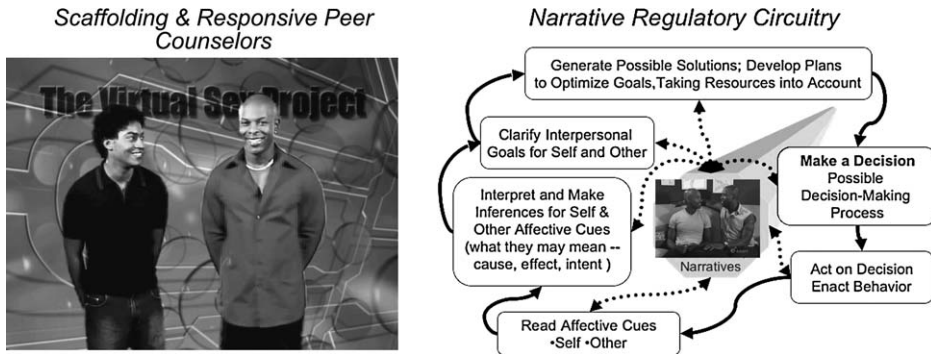 Scaffolding & Responsive Peer
Counselors
The Virtual Sex Project
Narrative Regulatory Circuitry
Generate Possible Solutions; Develop Plans
to Optimize Goals,Taking Resources into Account
Clarify Interpersonal
Goals for Self and Other
Interpret and Make
Inferences for Self &
Other Affective Cues
(what they may mean --
cause, effect, intent )
Read Affective Cues
•Self •Other
Narratives
Make a Decision
Possible
Decision-Making
Process
Act on Decision
Enact Behavior